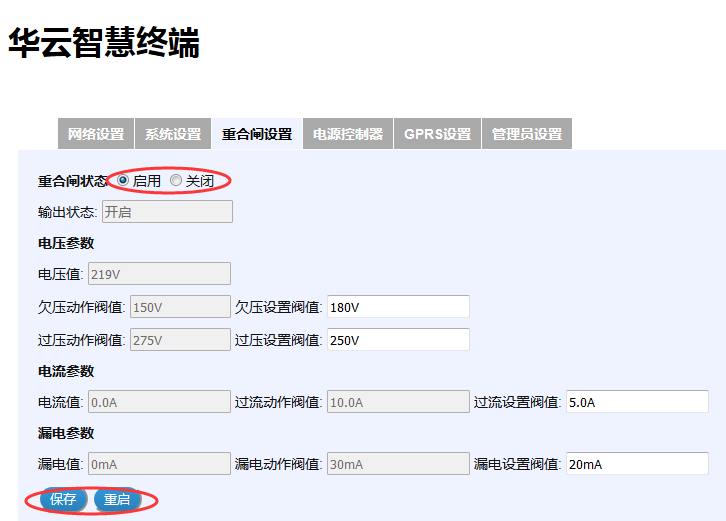 华云智慧终端
网络设置 系统设置 重合闸设置 电源控制器 GPRS设置 管理员设置
重合闸状态 启用 关闭
输出状态: 开启
电压参数
电压值: 219V
欠压动作阀值: 150V 欠压设置阀值: 180V
过压动作阀值: 275V 过压设置阀值: 250V
电流参数
电流值: 0.0A 过流动作阀值: 10.0A 过流设置阀值: 5.0A
漏电参数
漏电值: 0mA 漏电动作阀值: 30mA 漏电设置阀值: 20mA
保存 重启